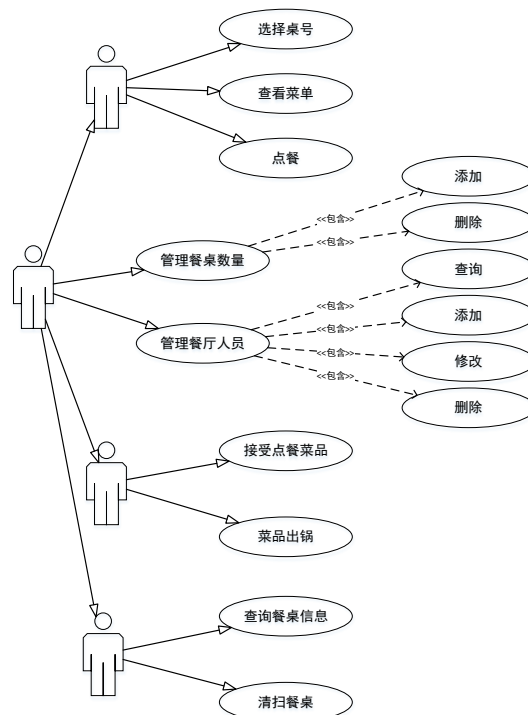 选择桌号
查看菜单
点餐
添加
<<包含>>
删除
<<包含>>
管理餐桌数量
查询
<<包含>>
添加
<<包含>>
管理餐厅人员
<<包含>>
修改
<<包含>>
删除
接受点餐菜品
菜品出锅
查询餐桌信息
清扫餐桌